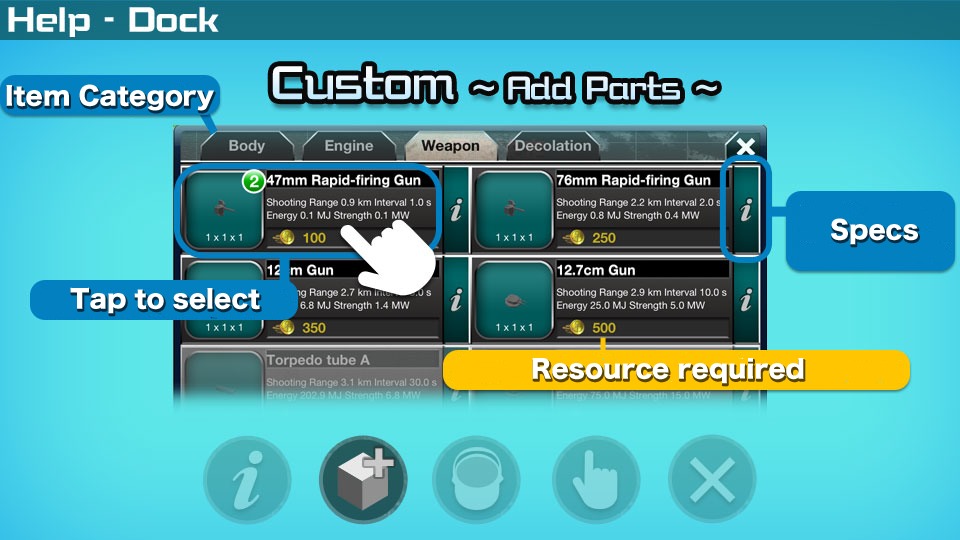 Help - Dock
Custom ~ Add Parts ~
Item Category
Body
Engine
Weapon
Decolation
2
47mm Rapid-firing Gun
Shooting Range 0.9 km Interval 1.0 s
Energy 0.1 MJ Strength 0.1 MW
1 x 1 x 1
100
i
76mm Rapid-firing Gun
Shooting Range 2.2 km Interval 2.0 s
Energy 0.8 MJ Strength 0.4 MW
1 x 1 x 1
250
i
Specs
Tap to select
m Gun
Range 2.7 km
6.8 MJ Strength 1.4 MW
1 x 1 x 1
350
i
12.7cm Gun
Shooting Range 2.9 km Interval 10.0 s
Energy 25.0 MJ Strength 5.0 MW
1 x 1 x 1
500
i
Resource required
Torpedo tube A
Shooting Range 3.1 km Interval 30.0 s
Energy 202.9 MJ Strength 6.8 MW
Energy 75.0 MJ Strength 15.0 MW
i